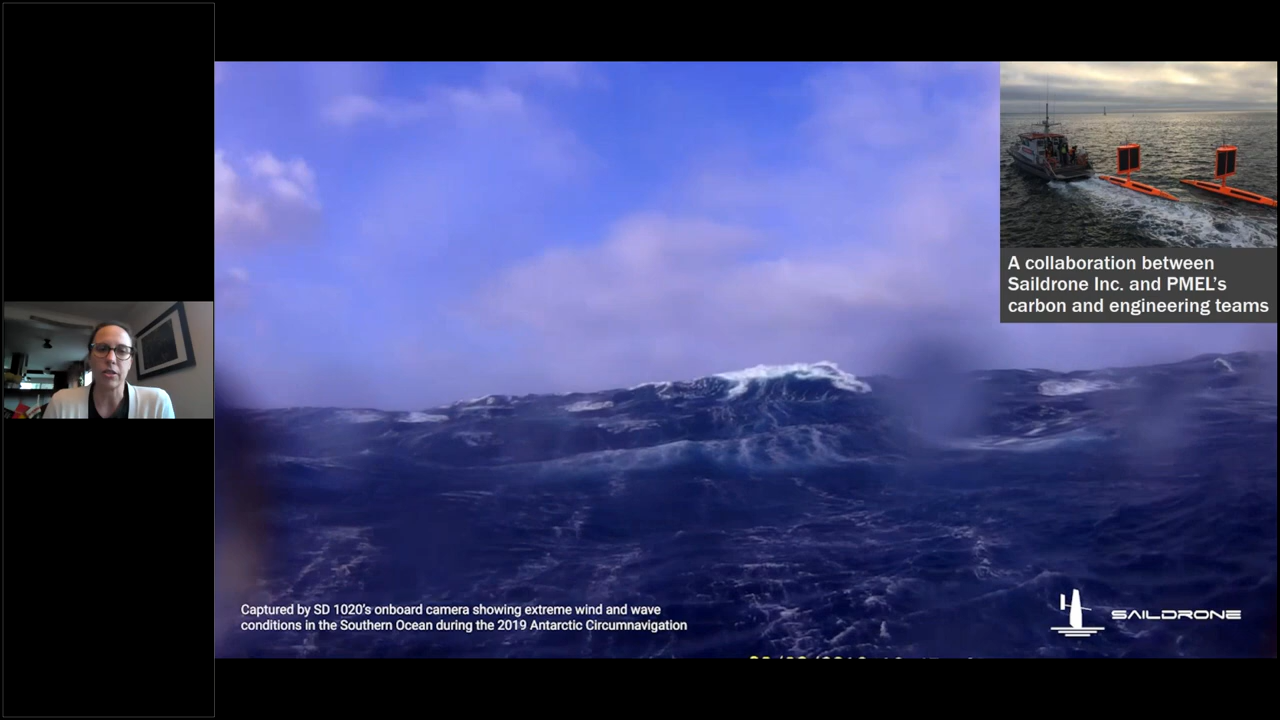 A collaboration between
Saildrone Inc. and PMEL's
carbon and engineering teams
Captured by SD 1020's onboard camera showing extreme wind and wave
conditions in the Southern Ocean during the 2019 Antarctic Circumnavigation
SAILDRONE